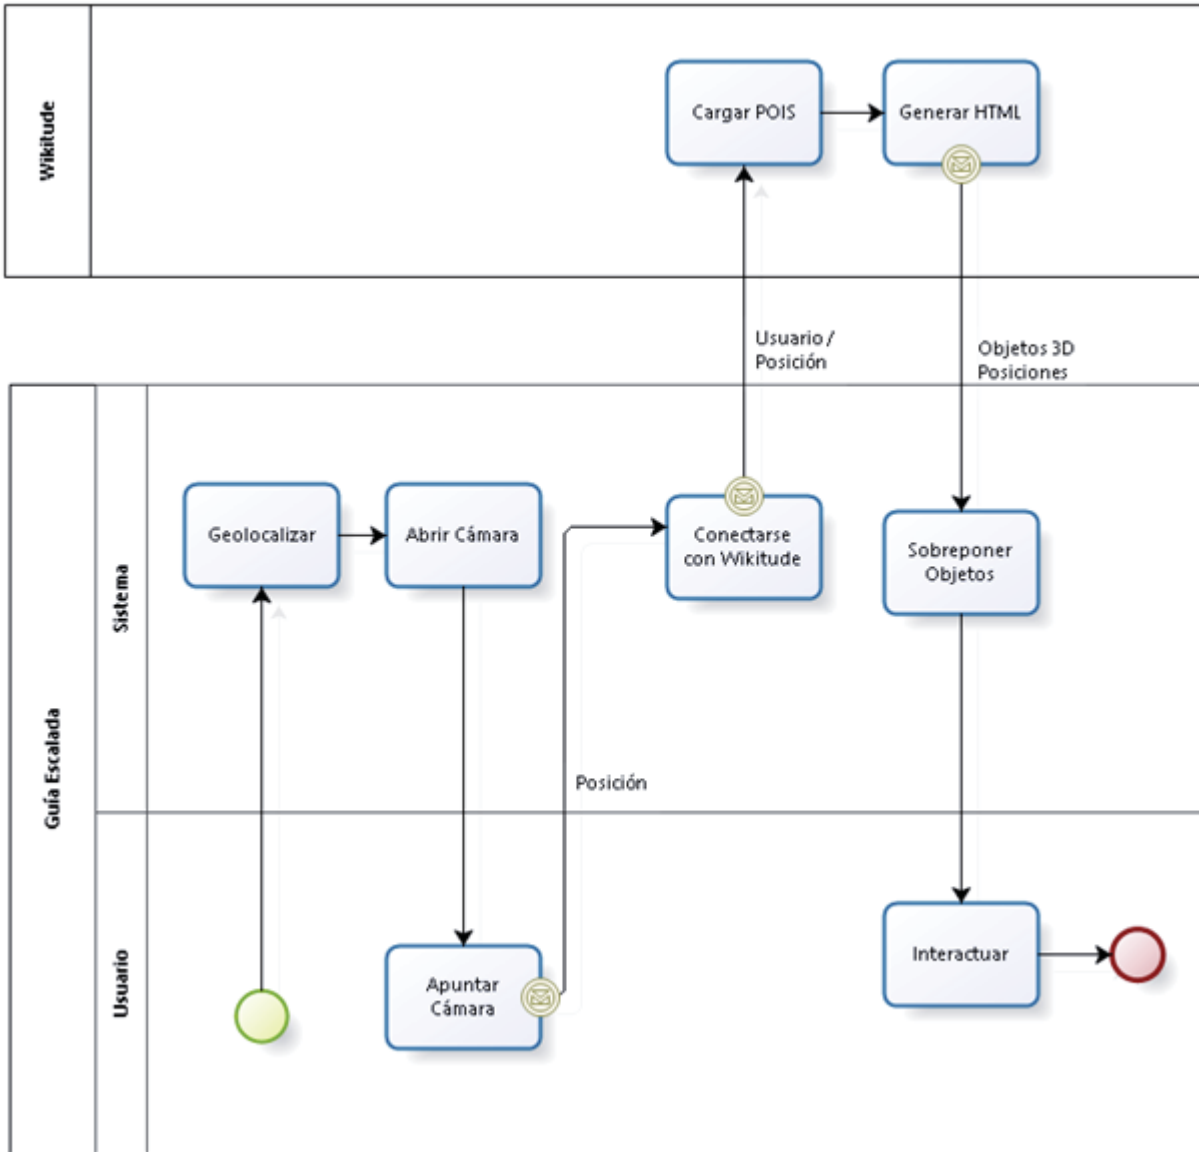 Wikitude
Cargar POIS
Generar HTML
Usuario /
Posición
Objetos 3D
Posiciones
Guía Escalada
Sistema
Geolocalizar
Abrir Cámara
Conectarse
con Wikitude
Sobreponer
Objetos
Posición
Usuario
Apuntar
Cámara
Interactuar